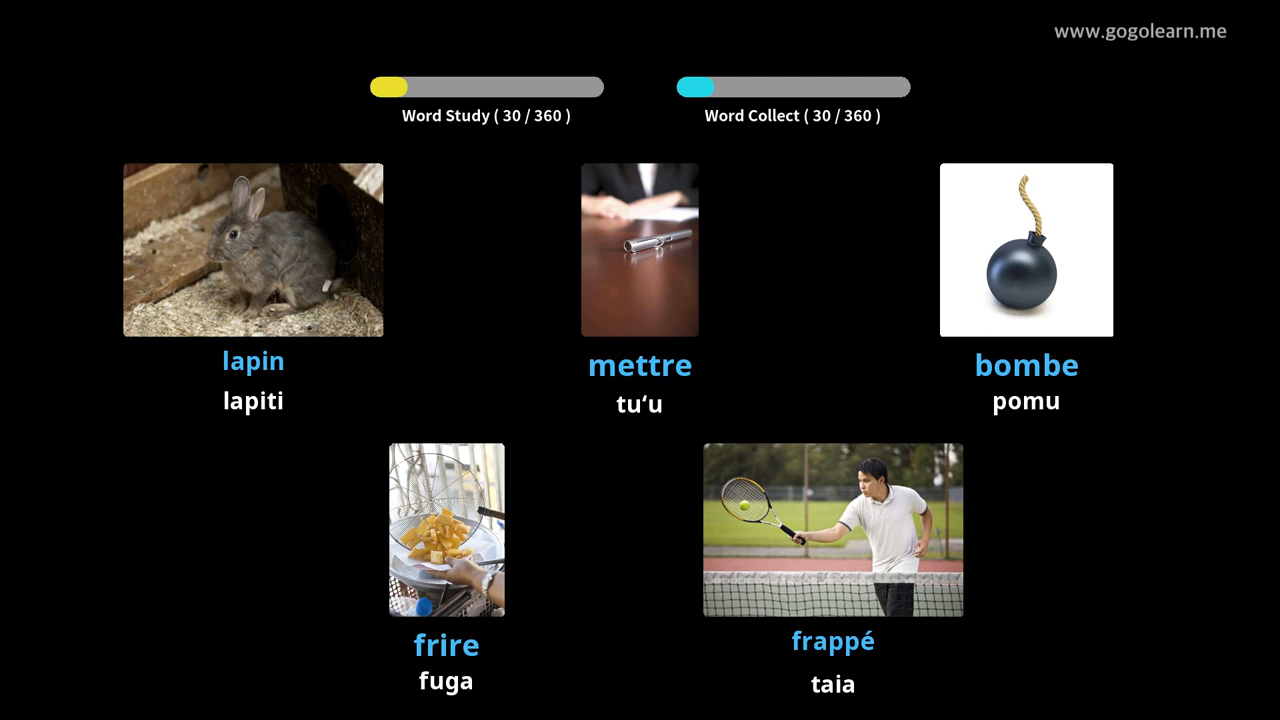 www.gogolearn.me
Word Study ( 30 / 360 )
Word Collect ( 30 / 360 )
lapin
lapiti
mettre
tuʻu
bombe
pomu
frire
fuga
frappé
taia